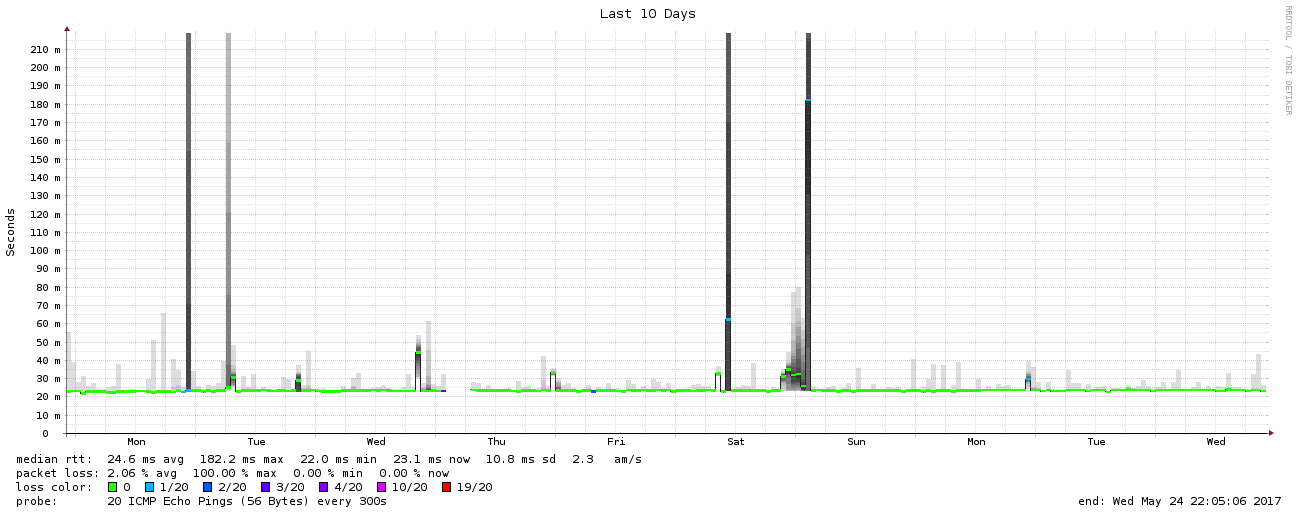 Last 10 Days
RRDTOOL / TOBI OETIKER
Seconds
210 m
200 m
190 m
180 m
170 m
160 m
150 m
140 m
130 m
120 m
110 m
100 m
90 m
80 m
70 m
60 m
50 m
40 m
30 m
20 m
10 m
0
Mon Tue Wed Thu Fri Sat Sun Mon Tue Wed
median rtt: 24.6 ms avg 182.2 ms max 22.0 ms min 23.1 ms now 10.8 ms sd 2.3 am/s
packet loss: 2.06 % avg 100.00 % max 0.00 % min 0.00 % now
loss color: 0 1/20 2/20 3/20 4/20 10/20 19/20
probe: 20 ICMP Echo Pings (56 Bytes) every 300s
end: Wed May 24 22:05:06 2017